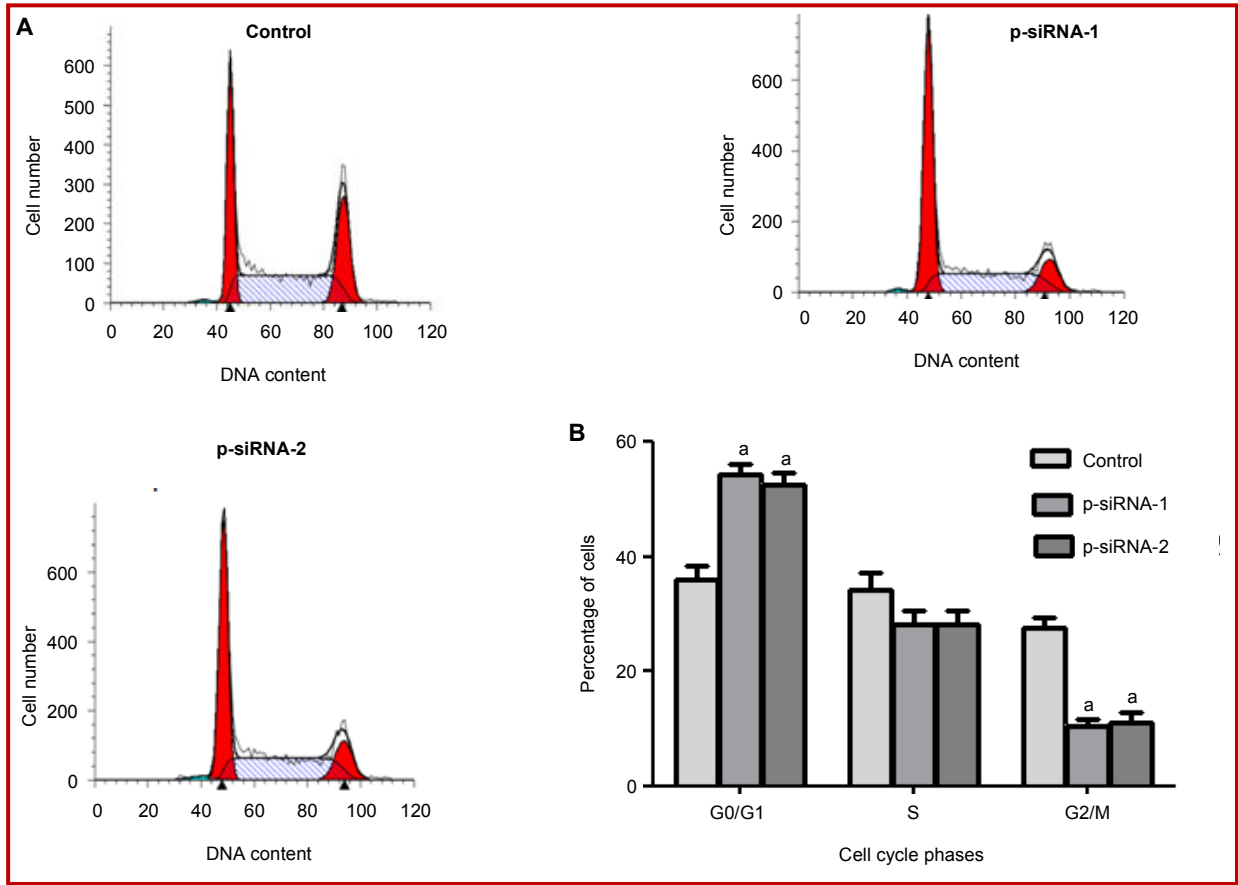 A
Control
600
500
400
300
200
100
0
Cell number
0 20 40 60 80 100 120
DNA content
p-siRNA-1
600
400
200
0
Cell number
0 20 40 60 80 100 120
DNA content
p-siRNA-2
600
400
200
0
Cell number
0 20 40 60 80 100 120
DNA content
B
60
40
20
0
Percentage of cells
a a
a a
Control
p-siRNA-1
p-siRNA-2
G0/G1 S G2/M
Cell cycle phases